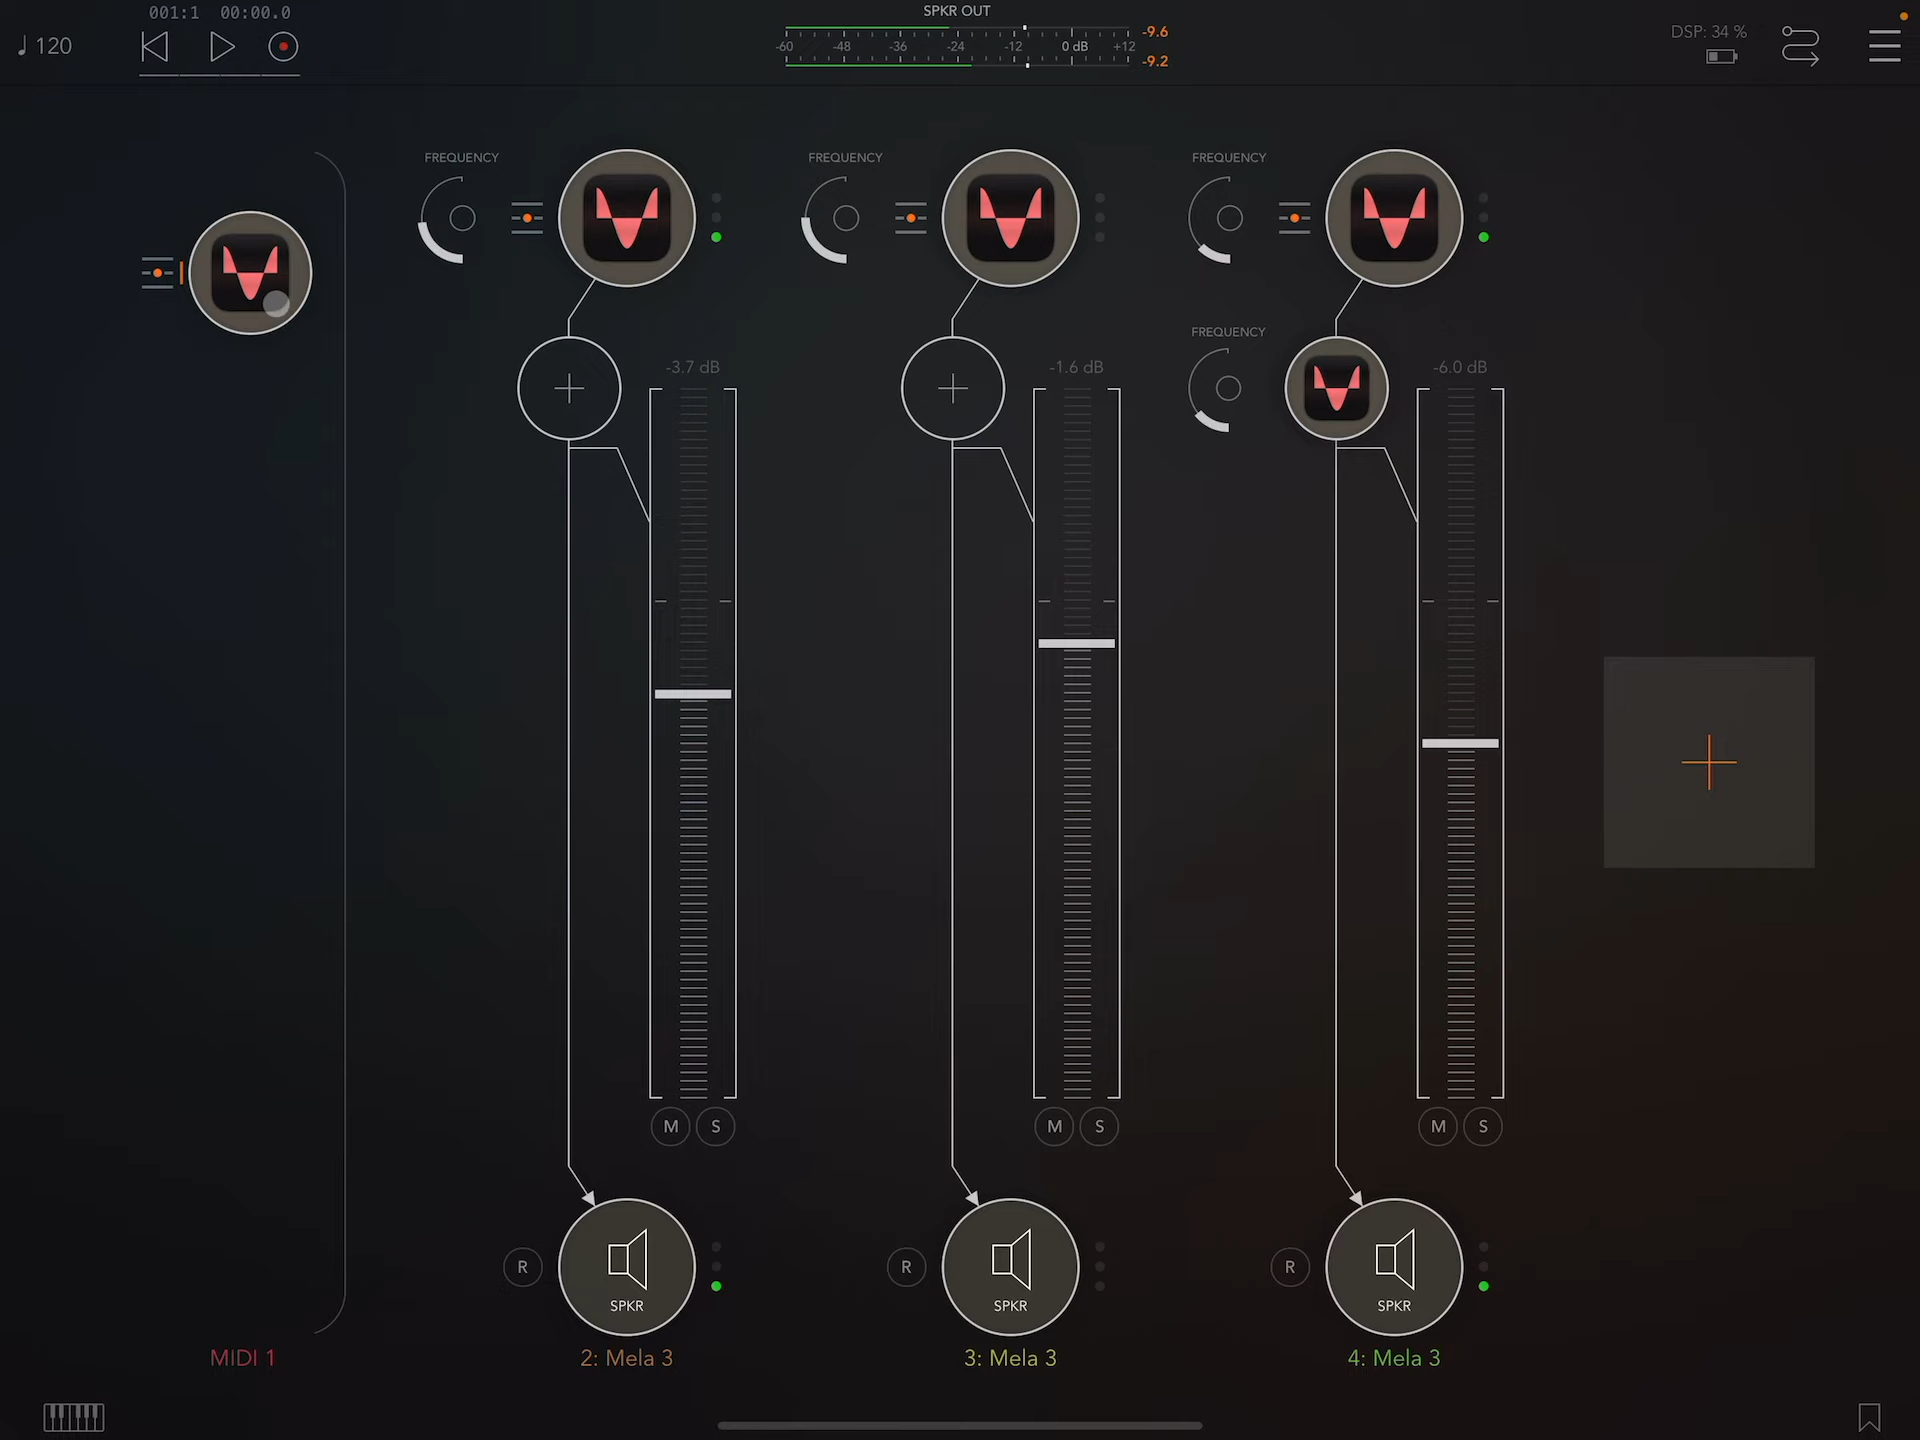 001:1 00:00.0
120
SPKR OUT
-60 -48 -36 -24 -12 0 dB +12
-9.6
-9.2
DSP: 34 %
FREQUENCY
FREQUENCY
FREQUENCY
FREQUENCY
-3.7 dB
-1.6 dB
-6.0 dB
M S
M S
M S
R
SPKR
R
SPKR
R
SPKR
MIDI 1
2: Mela 3
3: Mela 3
4: Mela 3